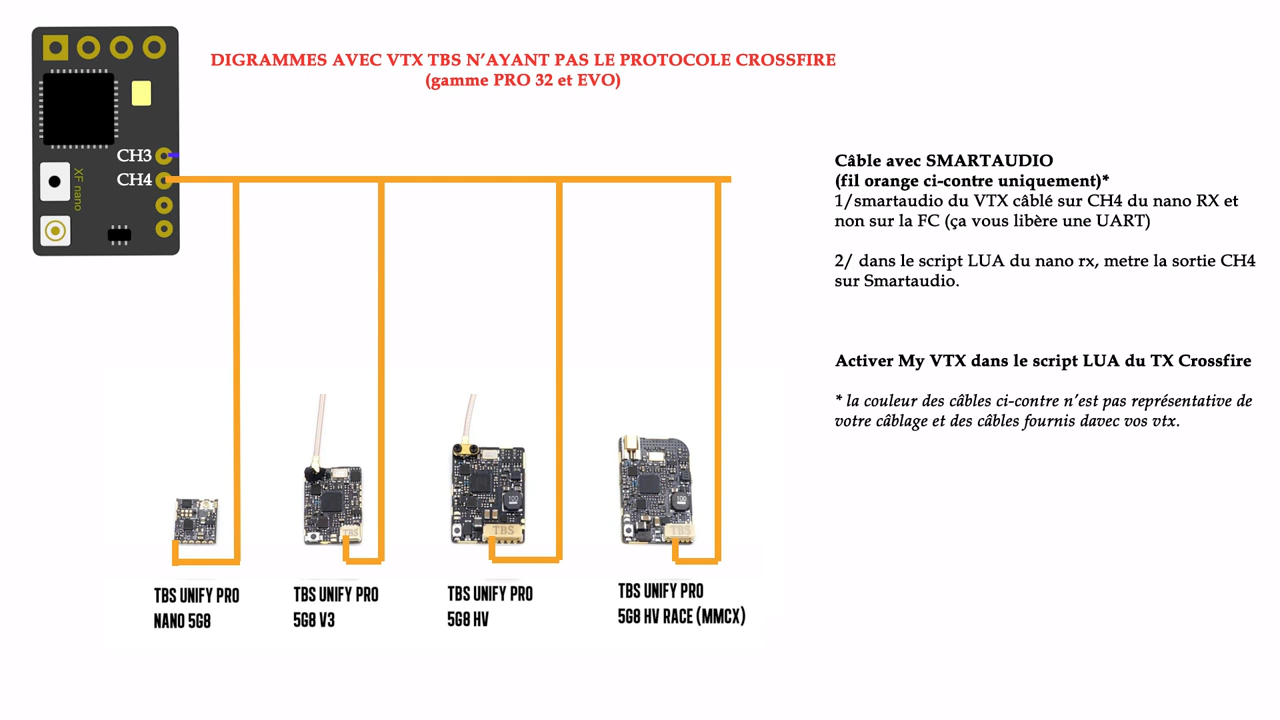 DIGRAMMES AVEC VTX TBS N'AYANT PAS LE PROTOCOLE CROSSFIRE
(gamme PRO 32 et EVO)
CH3
CH4
XF nano
Câble avec SMARTAUDIO
(fil orange ci-contre uniquement)*
1/smartaudio du VTX câblé sur CH4 du nano RX et
non sur la FC (ça vous libère une UART)
2/ dans le script LUA du nano rx, metre la sortie CH4
sur Smartaudio.
Activer My VTX dans le script LUA du TX Crossfire
* la couleur des câbles ci-contre n'est pas représentative de
votre câblage et des câbles fournis davec vos vtx.
TBS
100
TBS
100
TBS
TBS UNIFY PRO
NANO 5G8
TBS UNIFY PRO
5G8 V3
TBS UNIFY PRO
5G8 HV
TBS UNIFY PRO
5G8 HV RACE (MMCX)